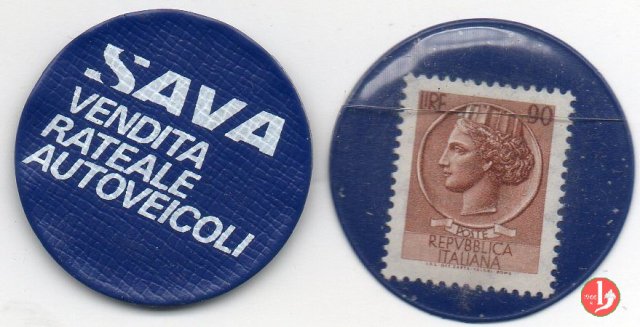 SAVA
VENDITA
RATEALE
AUTOVEICOLI
LIRE 90
POSTE
REPVBBLICA
ITALIANA